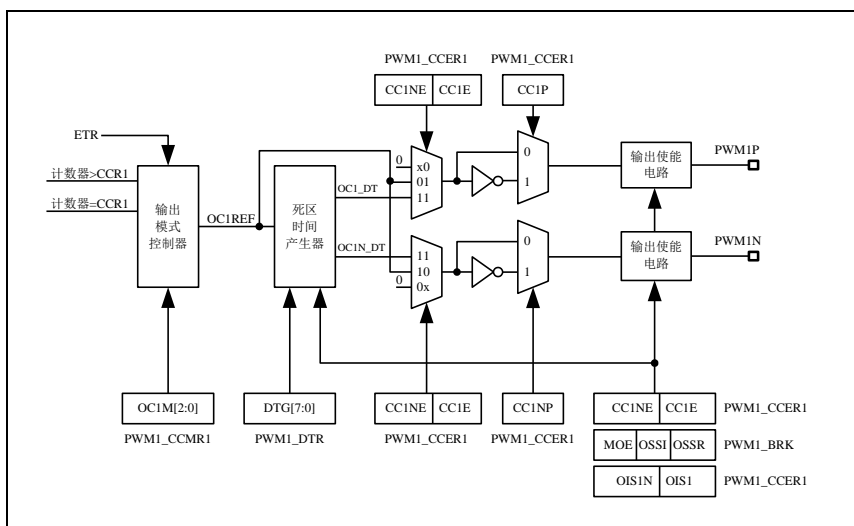 PWM1_CCER1
PWM1_CCER1
CC1NE
CC1E
CC1P
ETR
计数器>CCR1
计数器=CCR1
输出
模式
控制器
OC1REF
死区
时间
产生器
OC1_DT
OC1N_DT
0
x0
01
11
0
1
输出使能
电路
PWM1P
11
10
0x
0
0
1
输出使能
电路
PWM1N
OC1M[2:0]
PWM1_CCMR1
DTG[7:0]
PWM1_DTR
CC1NE
CC1E
PWM1_CCER1
CC1NP
PWM1_CCER1
CC1NE
CC1E
PWM1_CCER1
MOE
OSSI
OSSR
PWM1_BRK
OIS1N
OIS1
PWM1_CCER1